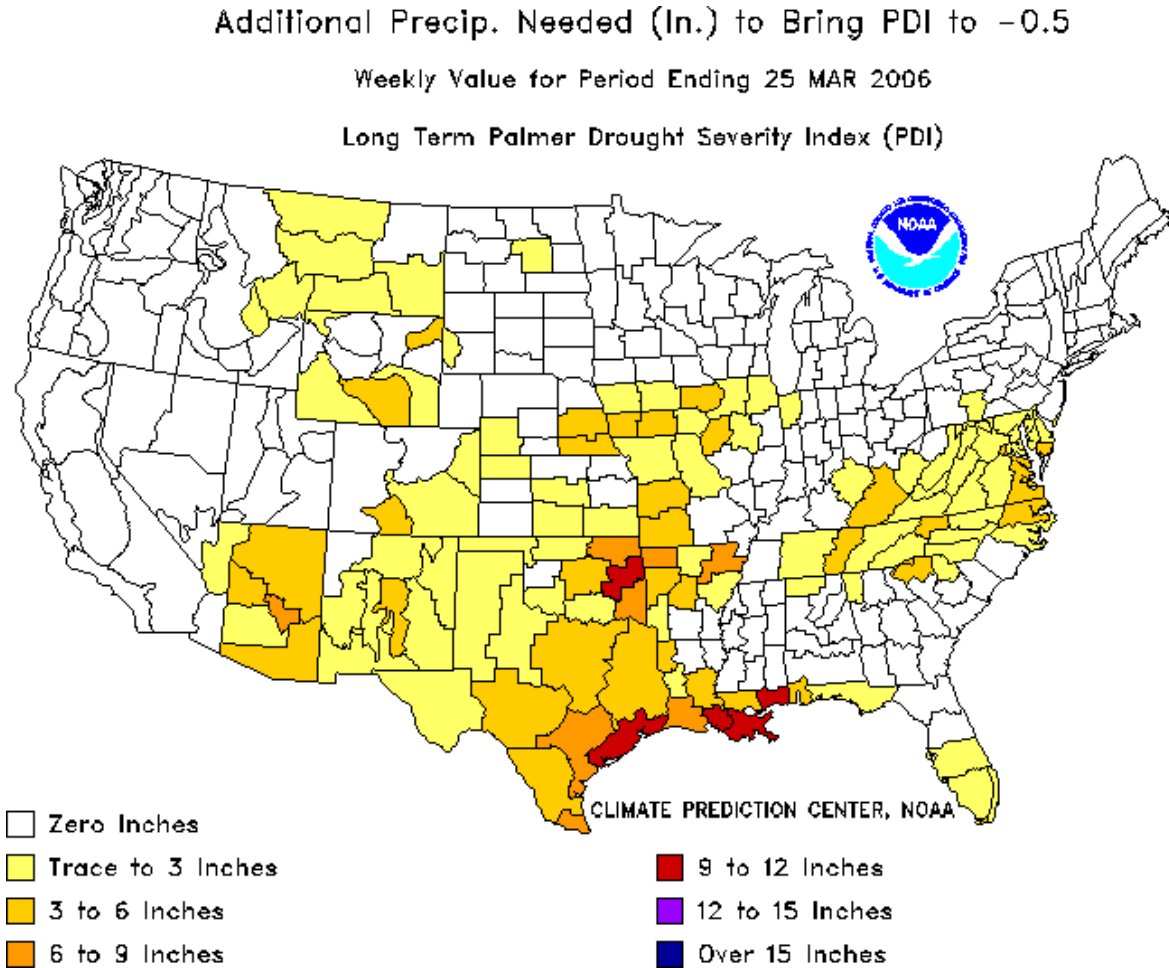 Additional Precip. Needed (In.) to Bring PDI to -0.5
Weekly Value for Period Ending 25 MAR 2006
Long Term Palmer Drought Severity Index (PDI)
NOAA
CLIMATE PREDICTION CENTER, NOAA
Zero Inches
Trace to 3 Inches
3 to 6 Inches
6 to 9 Inches
9 to 12 Inches
12 to 15 Inches
Over 15 Inches